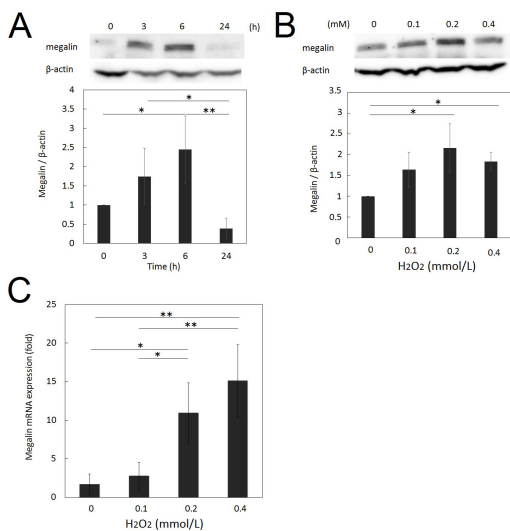 A
0 3 6 24 (h)
megalin
β-actin
4
3.5
3
2.5
2
1.5
1
0.5
0
Megalin / β-actin
*
* **
0 3 6 24
Time (h)
B
(mM) 0 0.1 0.2 0.4
megalin
β-actin
3.5
3
2.5
2
1.5
1
0.5
0
Megalin / β-actin
*
*
0 0.1 0.2 0.4
H2O2 (mmol/L)
C
25
20
15
10
5
0
Megalin mRNA expression (fold)
**
**
*
*
0 0.1 0.2 0.4
H2O2 (mmol/L)